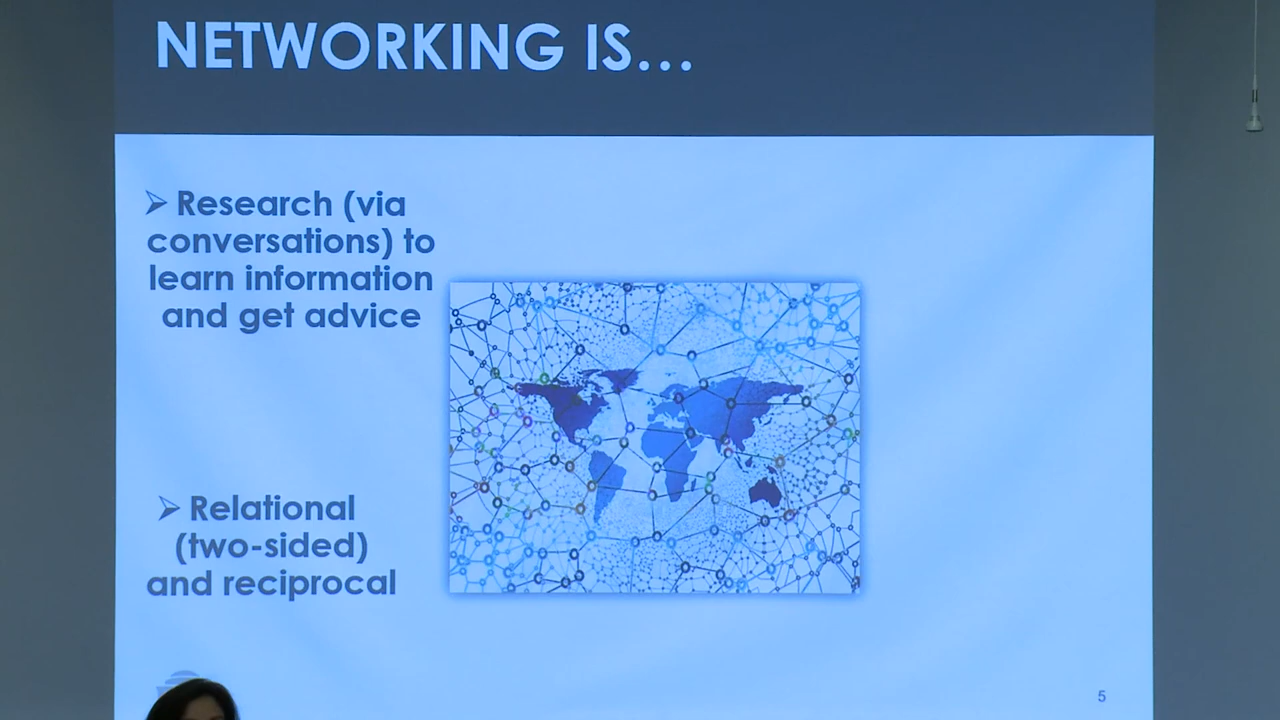 NETWORKING IS...
➢ Research (via
conversations) to
learn information
and get advice
➢ Relational
(two-sided)
and reciprocal
5